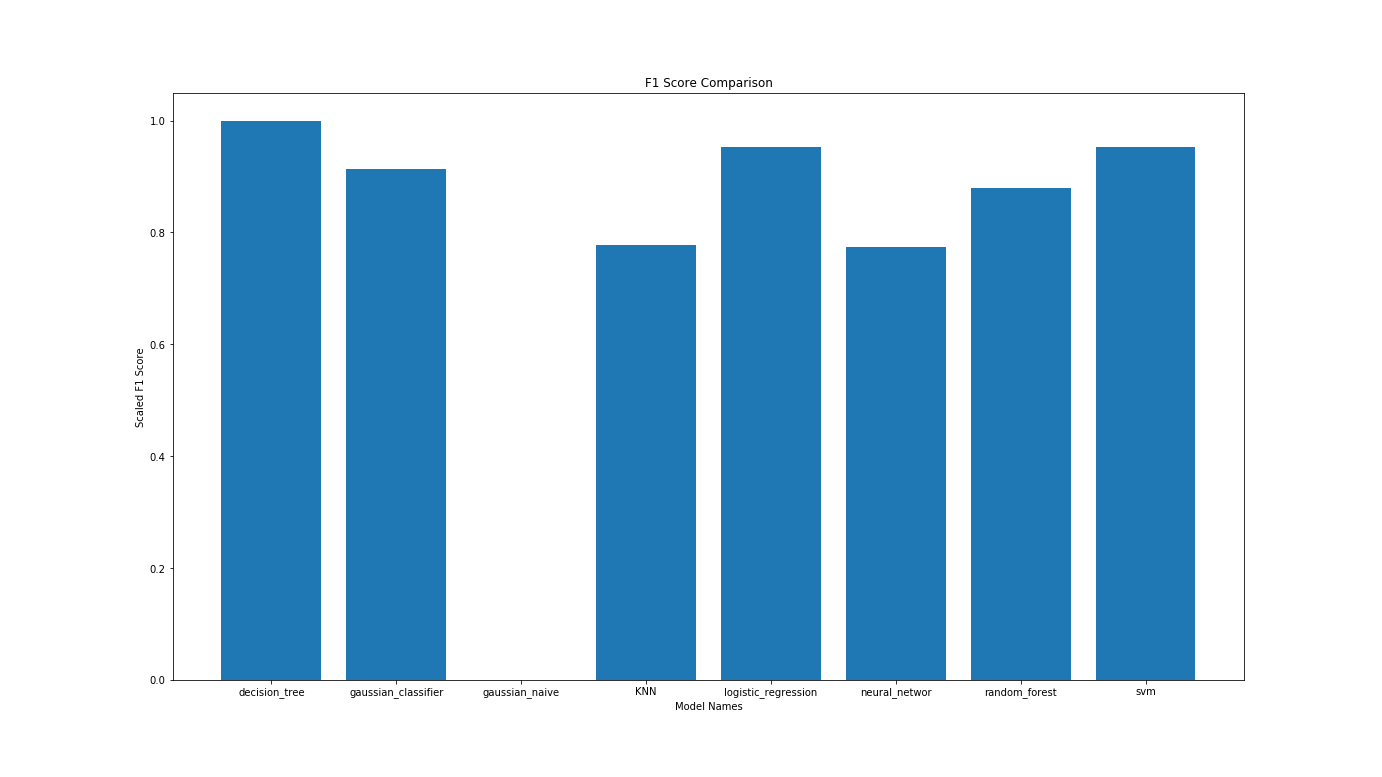 F1 Score Comparison
Scaled F1 Score
1.0
0.8
0.6
0.4
0.2
0.0
decision_tree gaussian_classifier gaussian_naive KNN logistic_regression neural_networ random_forest svm
Model Names